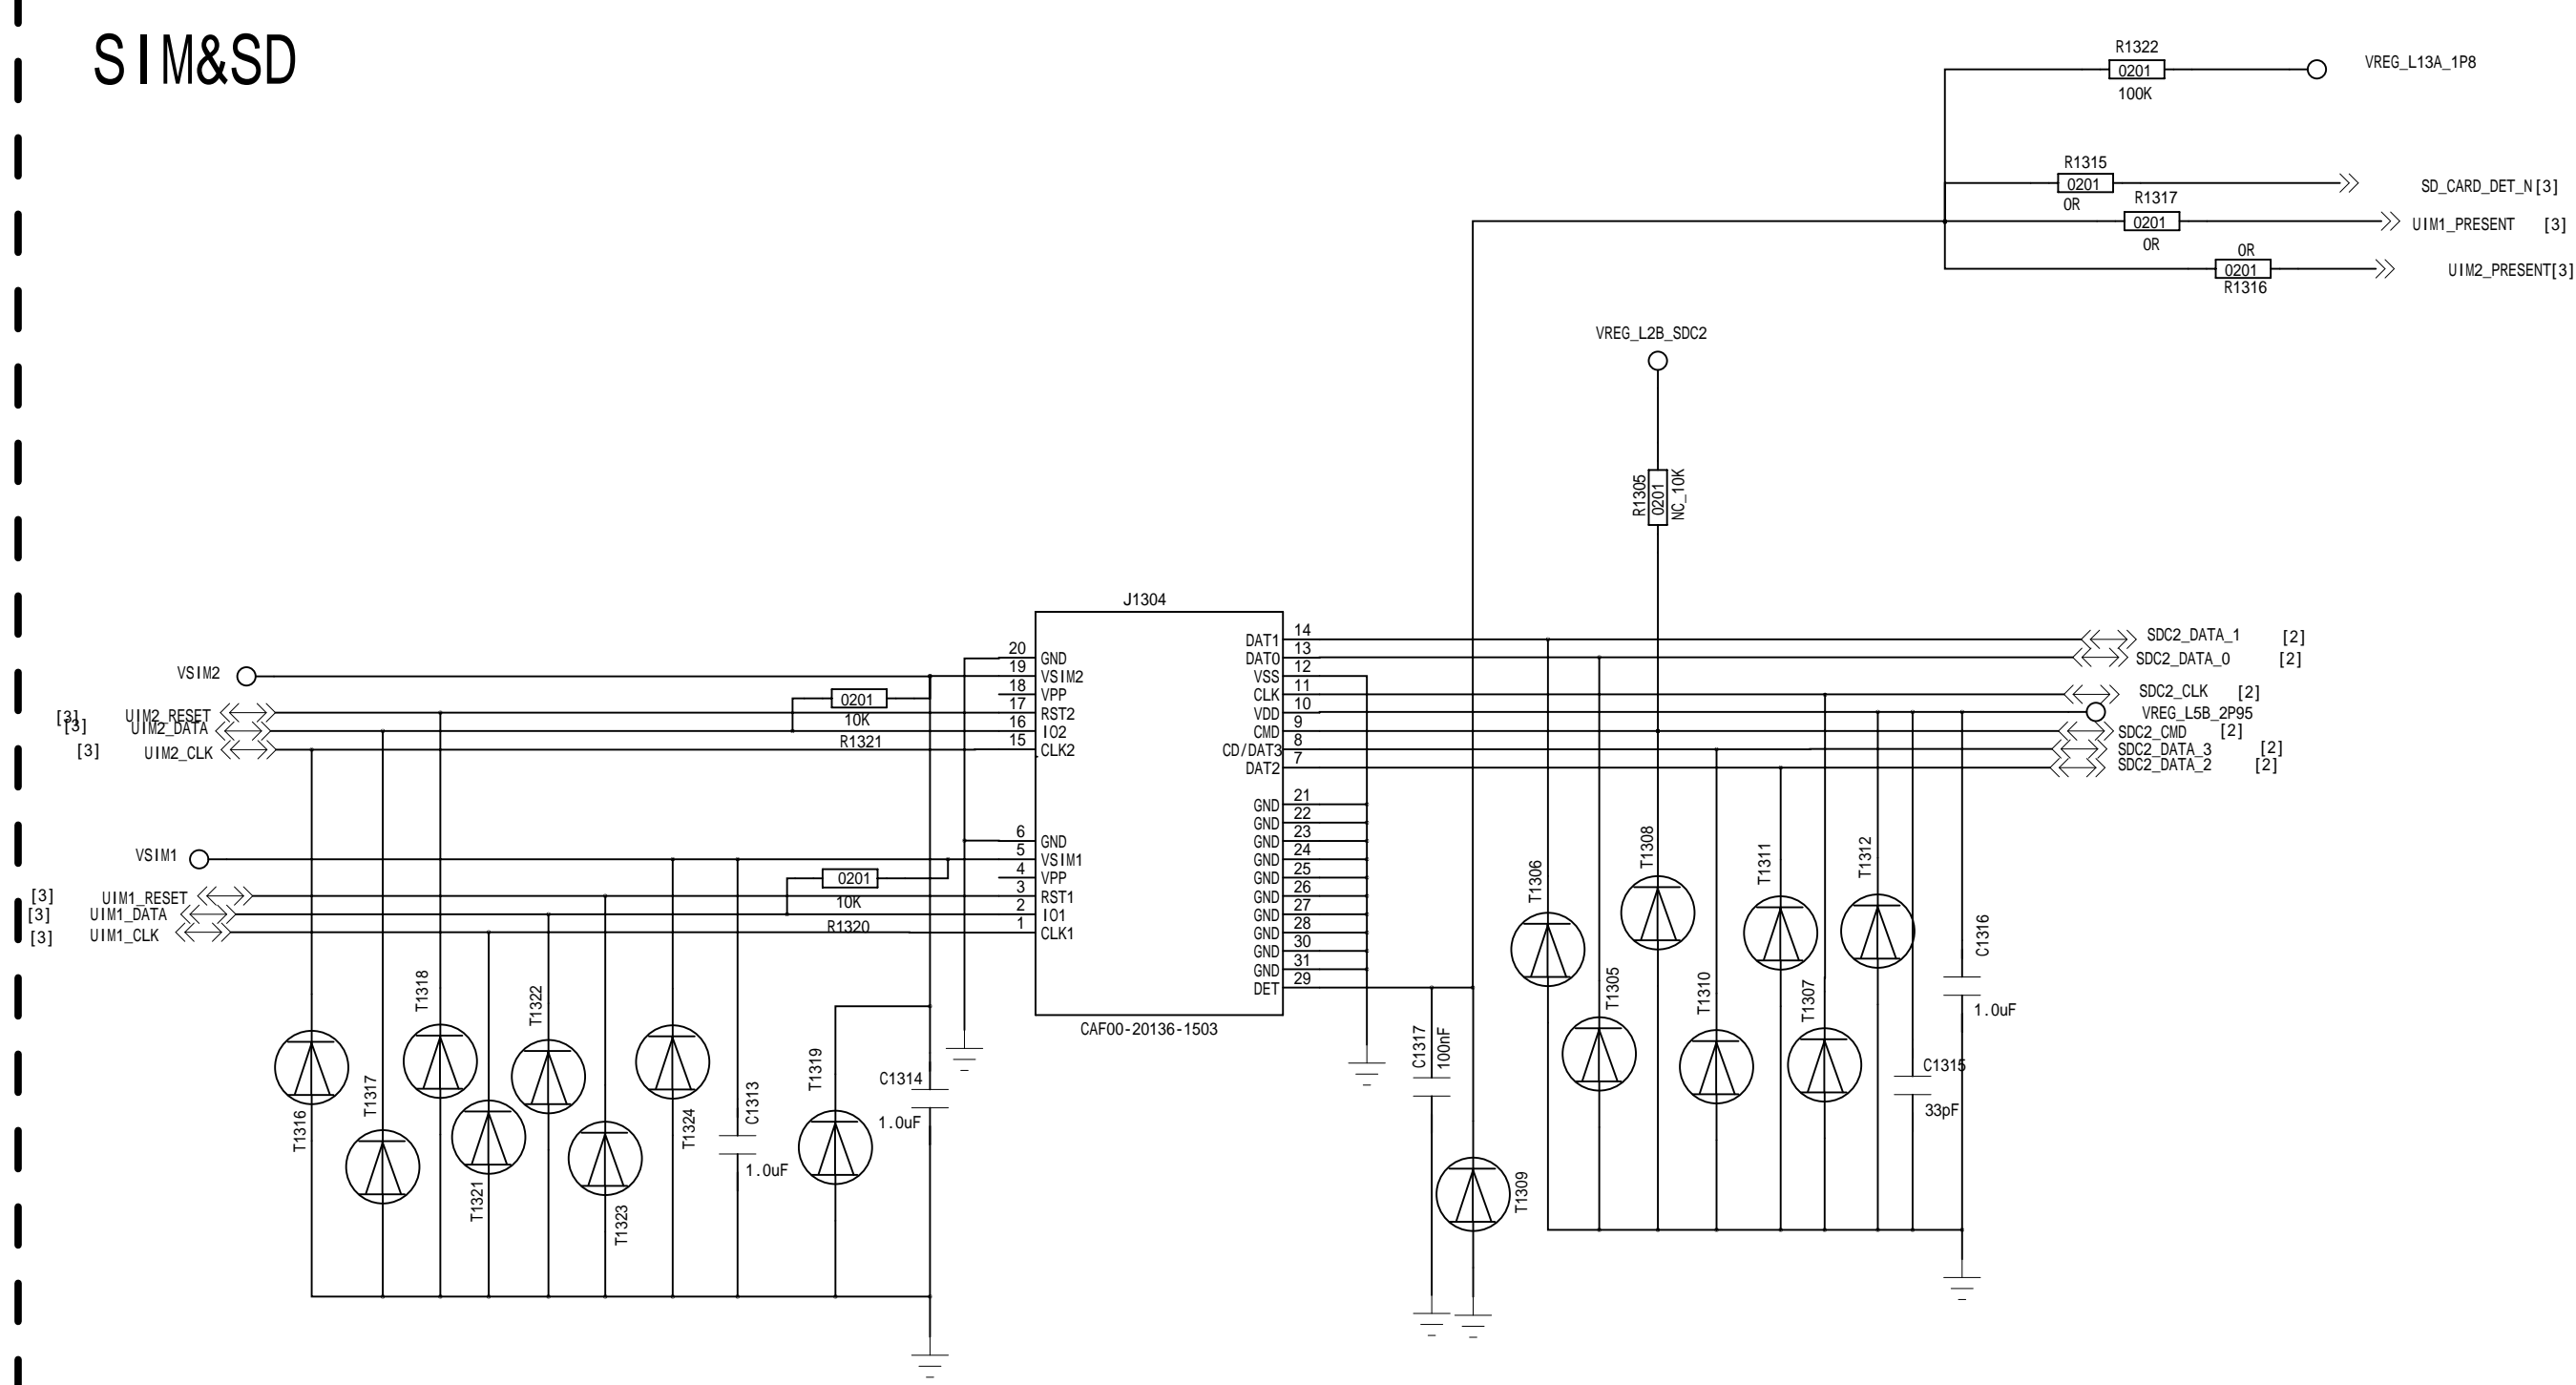 SIM&SD
R1322
0201
100K
VREG_L13A_1P8
R1315
0201
0R
SD_CARD_DET_N[3]
R1317
0201
0R
UIM1_PRESENT [3]
0R
0201
R1316
UIM2_PRESENT[3]
VREG_L2B_SDC2
R1305
0201
NC_10K
J1304
20 GND
19 VSIM2
18 VPP
17 RST2
16 IO2
15 CLK2
6 GND
5 VSIM1
4 VPP
3 RST1
2 IO1
1 CLK1
DAT1 14
DAT0 13
VSS 12
CLK 11
VDD 10
CMD 9
CD/DAT3 8
DAT2 7
GND 21
GND 22
GND 23
GND 24
GND 25
GND 26
GND 27
GND 28
GND 30
GND 31
DET 29
CAF00-20136-1503
VSIM2
[3] UIM2_RESET
[3] UIM2_DATA
[3] UIM2_CLK
0201
10K
R1321
VSIM1
[3] UIM1_RESET
[3] UIM1_DATA
[3] UIM1_CLK
0201
10K
R1320
SDC2_DATA_1 [2]
SDC2_DATA_0 [2]
SDC2_CLK [2]
VREG_L5B_2P95
SDC2_CMD [2]
SDC2_DATA_3 [2]
SDC2_DATA_2 [2]
T1316
T1317
T1318
T1321
T1322
T1323
T1324
C1313
1.0uF
T1319
C1314
1.0uF
C1317
100nF
T1309
T1306
T1305
T1308
T1310
T1311
T1307
T1312
C1315
33pF
C1316
1.0uF